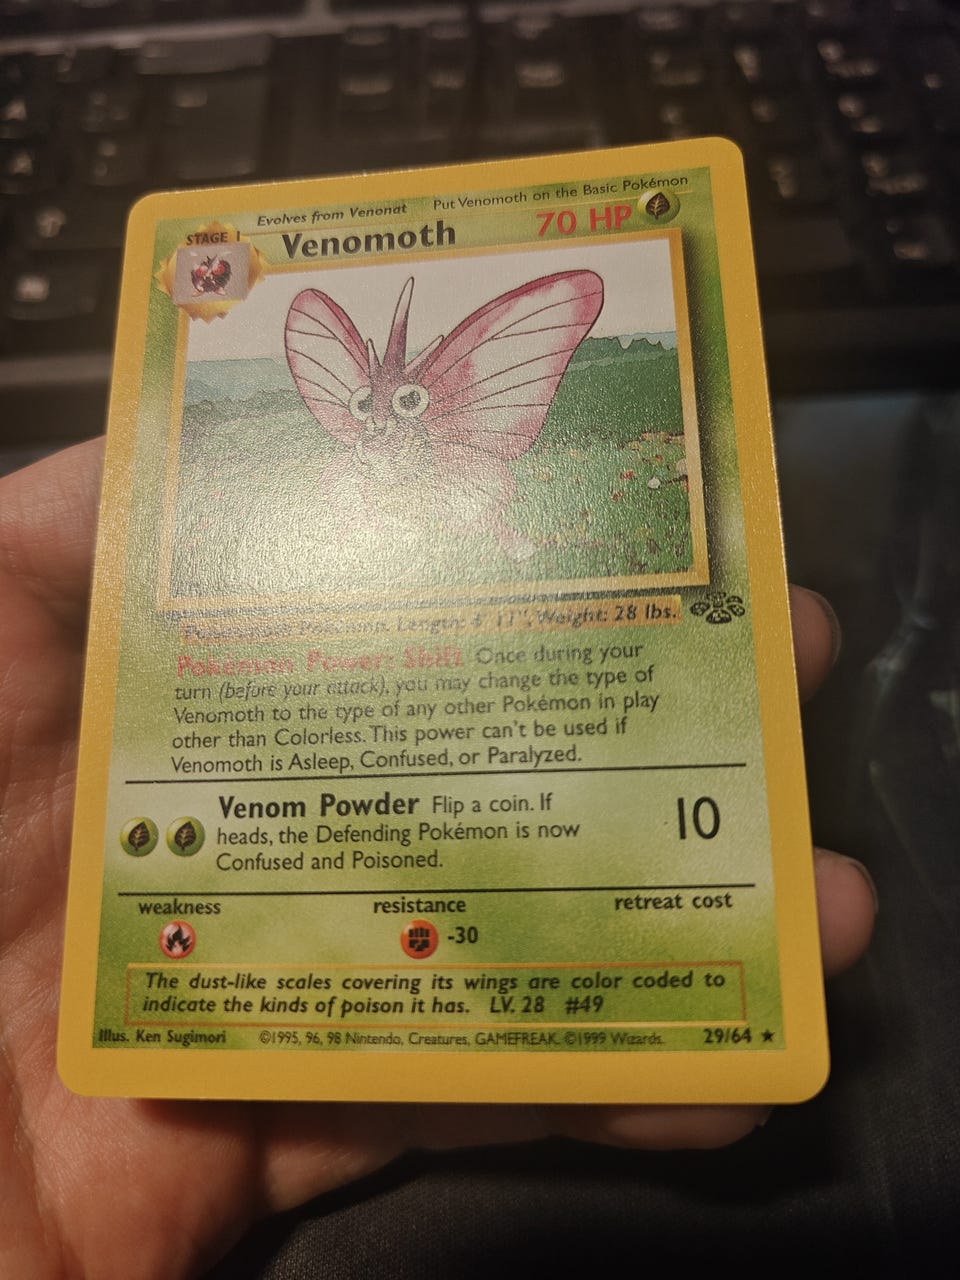 Evolves from Venonat Put Venomoth on the Basic Pokémon
STAGE 1 Venomoth 70 HP
Length: 4' 11", Weight: 28 lbs.
Pokémon Power: Shift Once during your
turn (before your attack), you may change the type of
Venomoth to the type of any other Pokémon in play
other than Colorless. This power can't be used if
Venomoth is Asleep, Confused, or Paralyzed.
Venom Powder Flip a coin. If
heads, the Defending Pokémon is now
Confused and Poisoned.
10
weakness resistance retreat cost
-30
The dust-like scales covering its wings are color coded to
indicate the kinds of poison it has. LV. 28 #49
Illus. Ken Sugimori ©1995, 96, 98 Nintendo, Creatures, GAMEFREAK. ©1999 Wizards. 29/64 ★